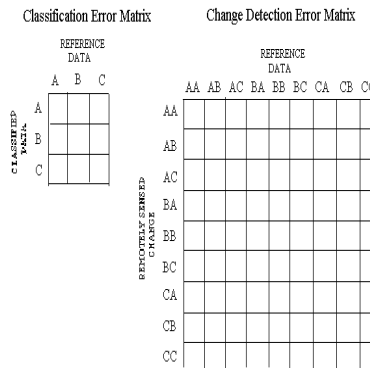 Classification Error Matrix
REFERENCE
DATA
A B C
A
B
C
CLASSIFIED
DATA
Change Detection Error Matrix
REFERENCE
DATA
AA AB AC BA BB BC CA CB CC
AA
AB
AC
BA
BB
BC
CA
CB
CC
REMOTELY SENSED
CHANGE